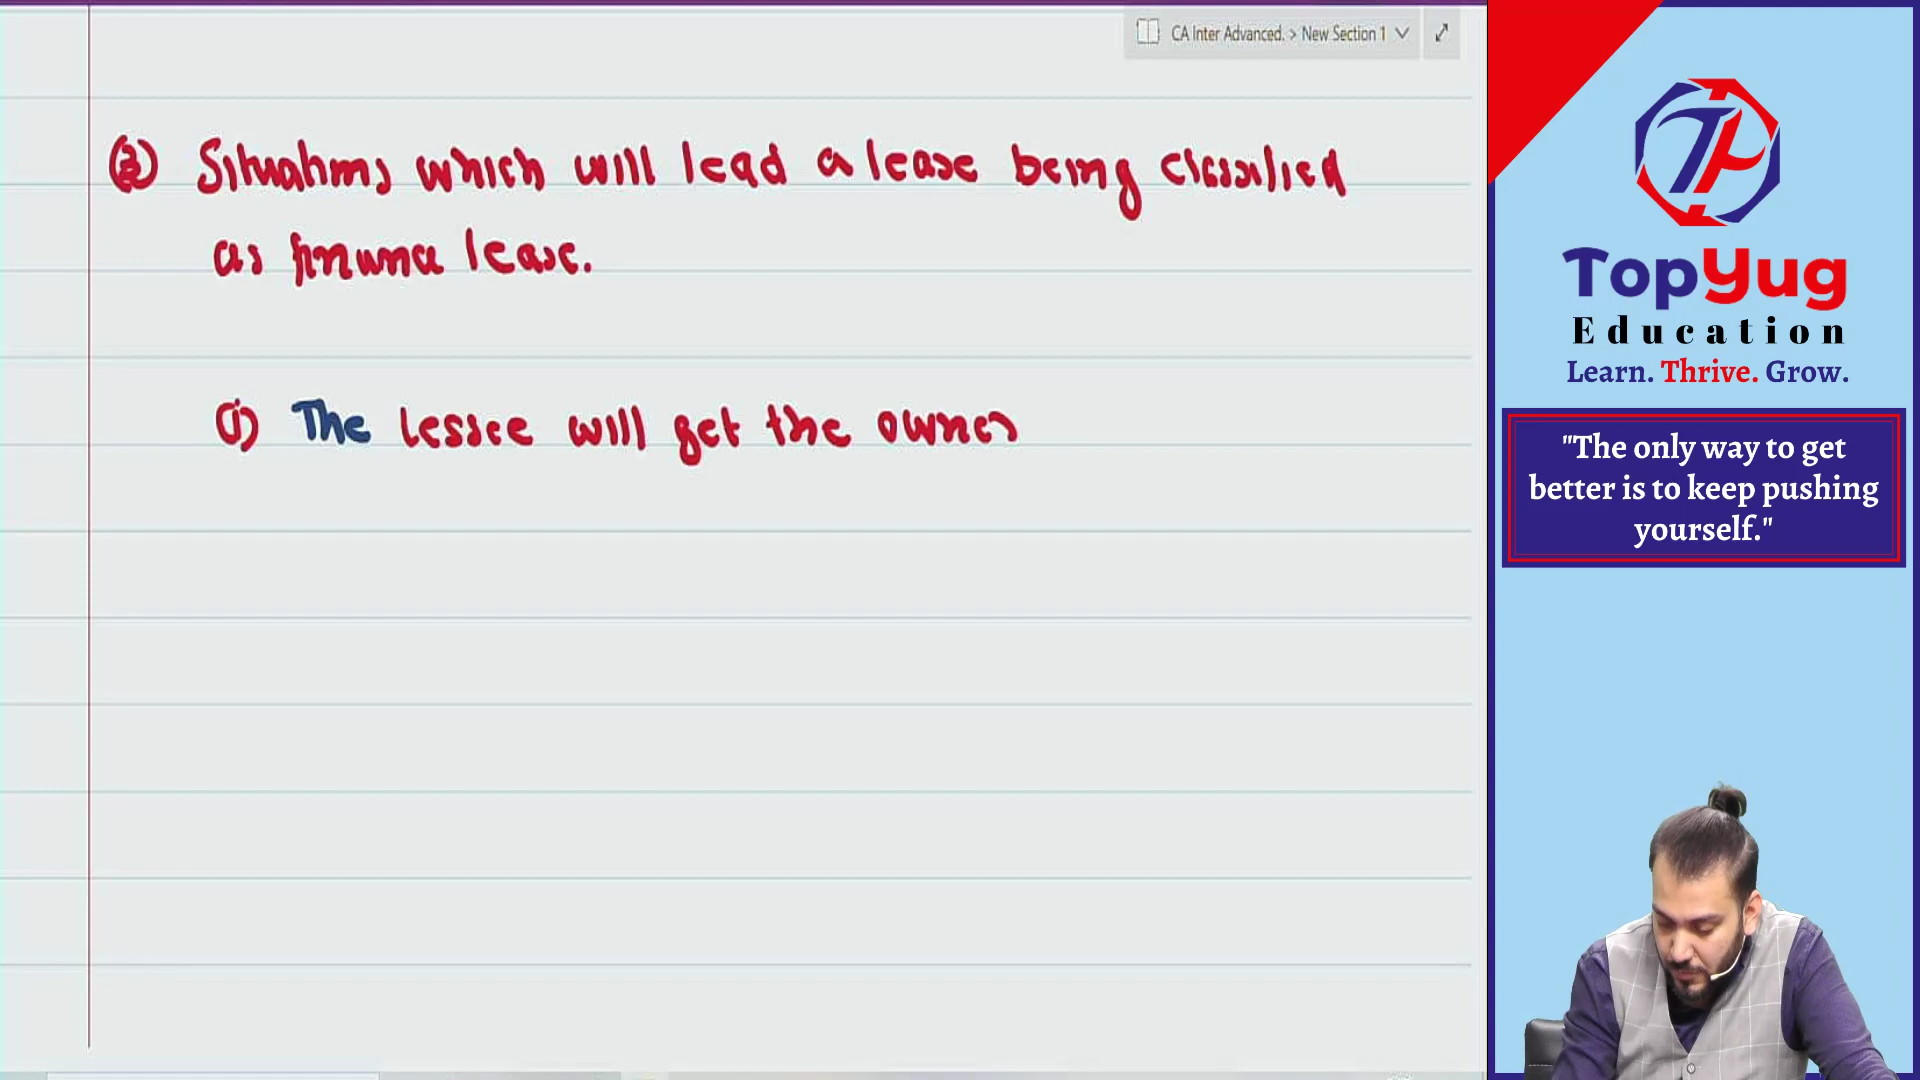 CA Inter Advanced. > New Section 1
② Situations which will lead a lease being classified
as finance lease.
(i) The lessee will get the owner
TopYug
Education
Learn. Thrive. Grow.
"The only way to get
better is to keep pushing
yourself."